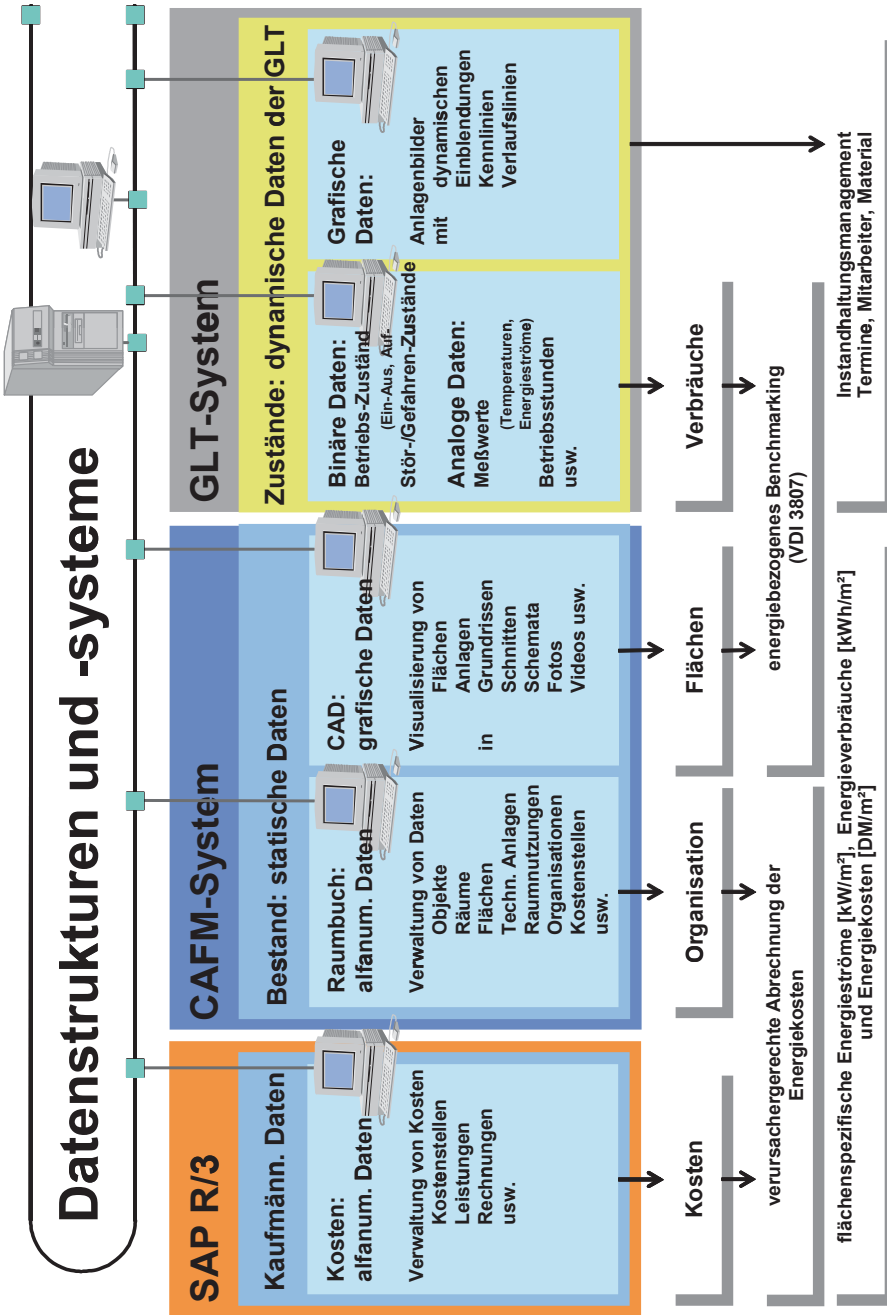 Datenstrukturen und -systeme
SAP R/3
Kaufmänn. Daten
Kosten:
alfanum. Daten
Verwaltung von Kosten
Kostenstellen
Leistungen
Rechnungen
usw.
CAFM-System
Bestand: statische Daten
Raumbuch:
alfanum. Daten
Verwaltung von Daten
Objekte
Räume
Flächen
Techn. Anlagen
Raumnutzungen
Organisationen
Kostenstellen
usw.
CAD:
grafische Daten
Visualisierung von
Flächen
Anlagen
in Grundrissen
Schnitten
Schemata
Fotos
Videos usw.
GLT-System
Zustände: dynamische Daten der GLT
Binäre Daten:
Betriebs-Zuständ
(Ein-Aus, Auf-
Stör-/Gefahren-Zustände
Analoge Daten:
Meßwerte
(Temperaturen,
Energieströme)
Betriebsstunden
usw.
Grafische
Daten:
Anlagenbilder
mit dynamischen
Einblendungen
Kennlinien
Verlaufslinien
Kosten
Organisation
Flächen
Verbräuche
verursachergerechte Abrechnung der
Energiekosten
energiebezogenes Benchmarking
(VDI 3807)
flächenspezifische Energieströme [kW/m²], Energieverbräuche [kWh/m²]
und Energiekosten [DM/m²]
Instandhaltungsmanagement
Termine, Mitarbeiter, Material